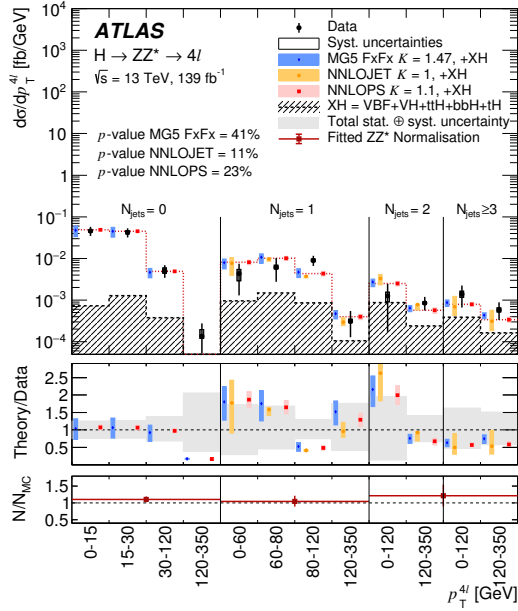 ATLAS
H → ZZ* → 4l
√s = 13 TeV, 139 fb⁻¹
p-value MG5 FxFx = 41%
p-value NNLOJET = 11%
p-value NNLOPS = 23%
Data
Syst. uncertainties
MG5 FxFx K = 1.47, +XH
NNLOJET K = 1, +XH
NNLOPS K = 1.1, +XH
XH = VBF+VH+ttH+bbH+tH
Total stat. ⊕ syst. uncertainty
Fitted ZZ* Normalisation
dσ/dp_T^{4l} [fb/GeV]
10⁴
10³
10²
10
1
10⁻¹
10⁻²
10⁻³
10⁻⁴
N_jets = 0
N_jets = 1
N_jets = 2
N_jets ≥3
Theory/Data
2.5
2
1.5
1
0.5
N/N_MC
1.5
1
0.5
0-15
15-30
30-120
120-350
0-60
60-80
80-120
120-350
0-120
120-350
0-120
120-350
p_T^{4l} [GeV]